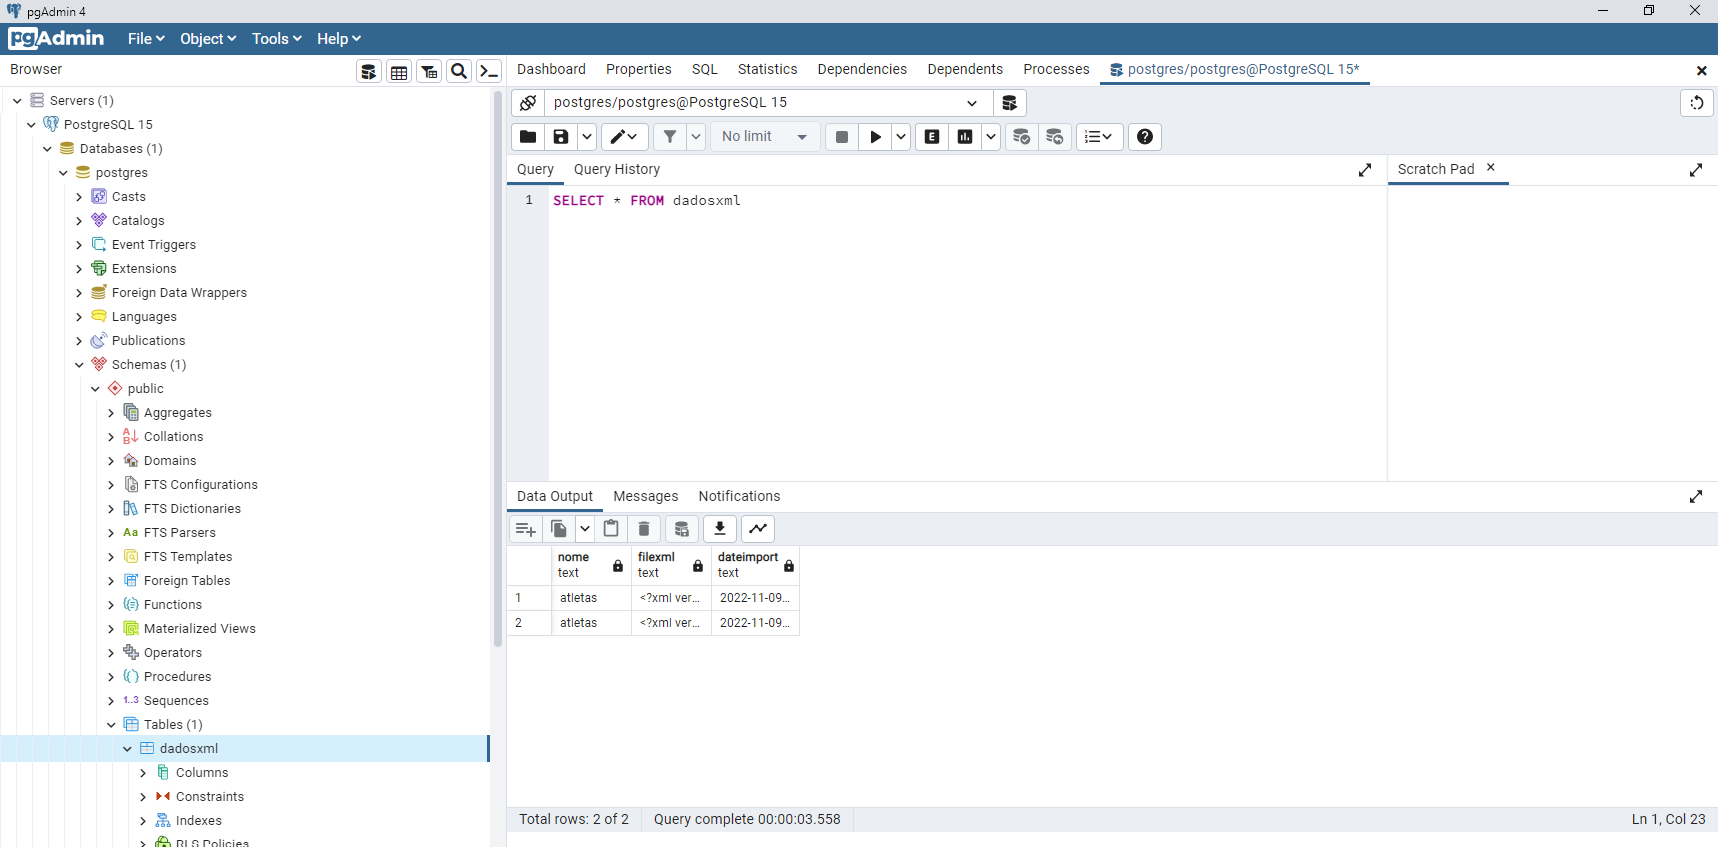 pgAdmin 4
pgAdmin File Object Tools Help
Browser
Dashboard Properties SQL Statistics Dependencies Dependents Processes postgres/postgres@PostgreSQL 15*
Servers (1)
PostgreSQL 15
Databases (1)
postgres
Casts
Catalogs
Event Triggers
Extensions
Foreign Data Wrappers
Languages
Publications
Schemas (1)
public
Aggregates
Collations
Domains
FTS Configurations
FTS Dictionaries
Aa FTS Parsers
FTS Templates
Foreign Tables
Functions
Materialized Views
Operators
Procedures
1..3 Sequences
Tables (1)
dadosxml
Columns
Constraints
Indexes
RLS Policies
postgres/postgres@PostgreSQL 15
No limit
E
Query Query History
Scratch Pad
1 SELECT * FROM dadosxml
Data Output Messages Notifications
nome filexml dateimport
text text text
1 atletas <?xml ver... 2022-11-09...
2 atletas <?xml ver... 2022-11-09...
Total rows: 2 of 2 Query complete 00:00:03.558 Ln 1, Col 23